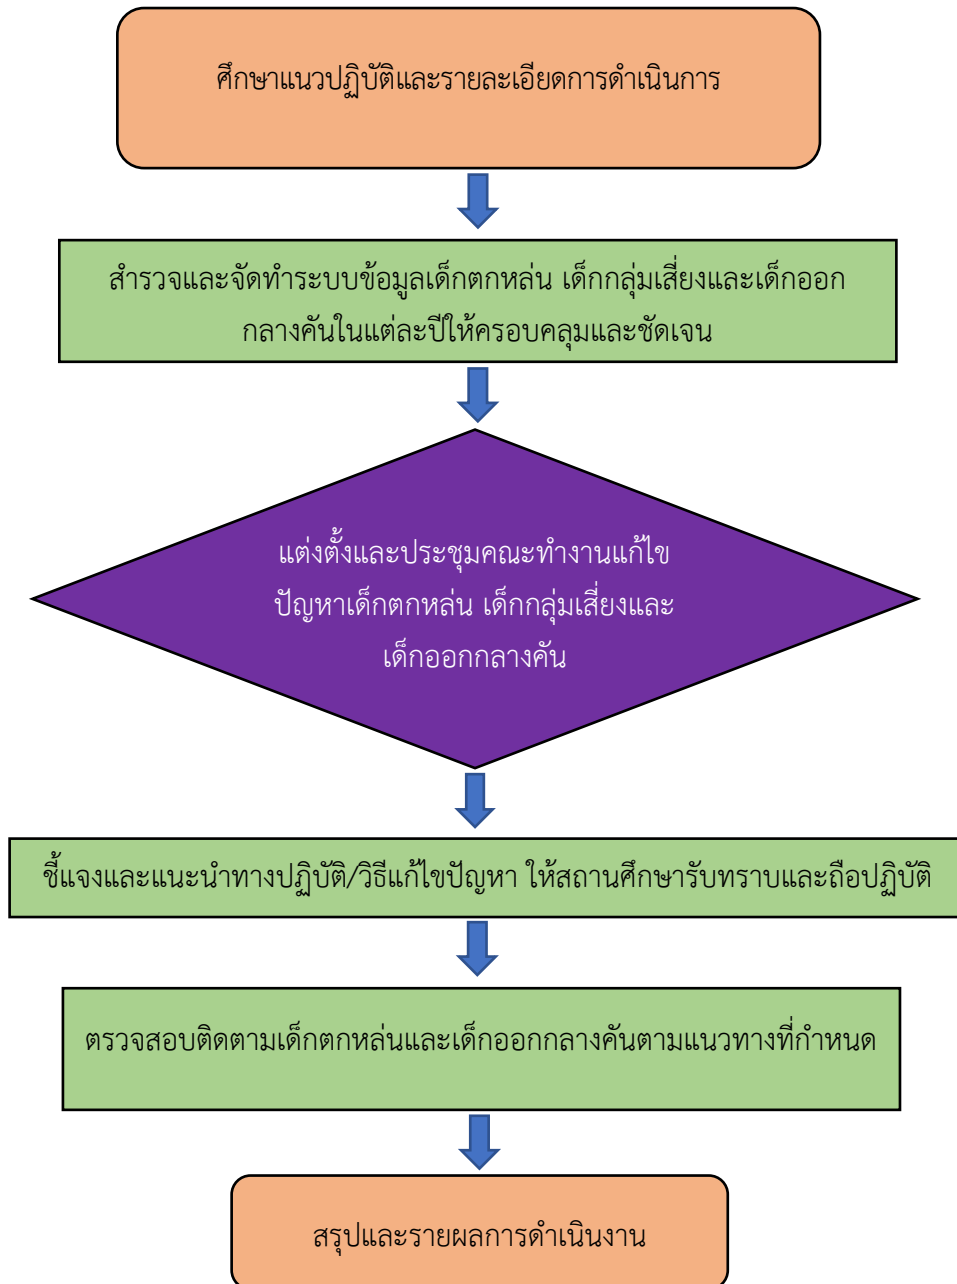 ศึกษาแนวปฏิบัติและรายละเอียดการดำเนินการ
สำรวจและจัดทำระบบข้อมูลเด็กตกหล่น เด็กกลุ่มเสี่ยงและเด็กออก
กลางคันในแต่ละปีให้ครอบคลุมและชัดเจน
แต่งตั้งและประชุมคณะทำงานแก้ไข
ปัญหาเด็กตกหล่น เด็กกลุ่มเสี่ยงและ
เด็กออกกลางคัน
ชี้แจงและแนะนำทางปฏิบัติ/วิธีแก้ไขปัญหา ให้สถานศึกษารับทราบและถือปฏิบัติ
ตรวจสอบติดตามเด็กตกหล่นและเด็กออกกลางคันตามแนวทางที่กำหนด
สรุปและรายผลการดำเนินงาน